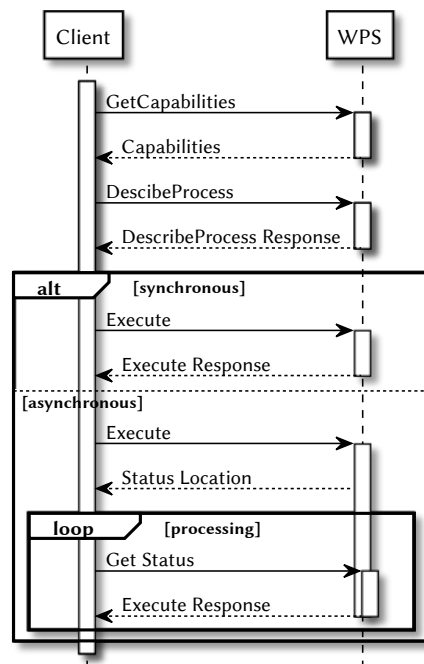 Client WPS
GetCapabilities
Capabilities
DescibeProcess
DescribeProcess Response
alt [synchronous]
Execute
Execute Response
[asynchronous]
Execute
Status Location
loop [processing]
Get Status
Execute Response